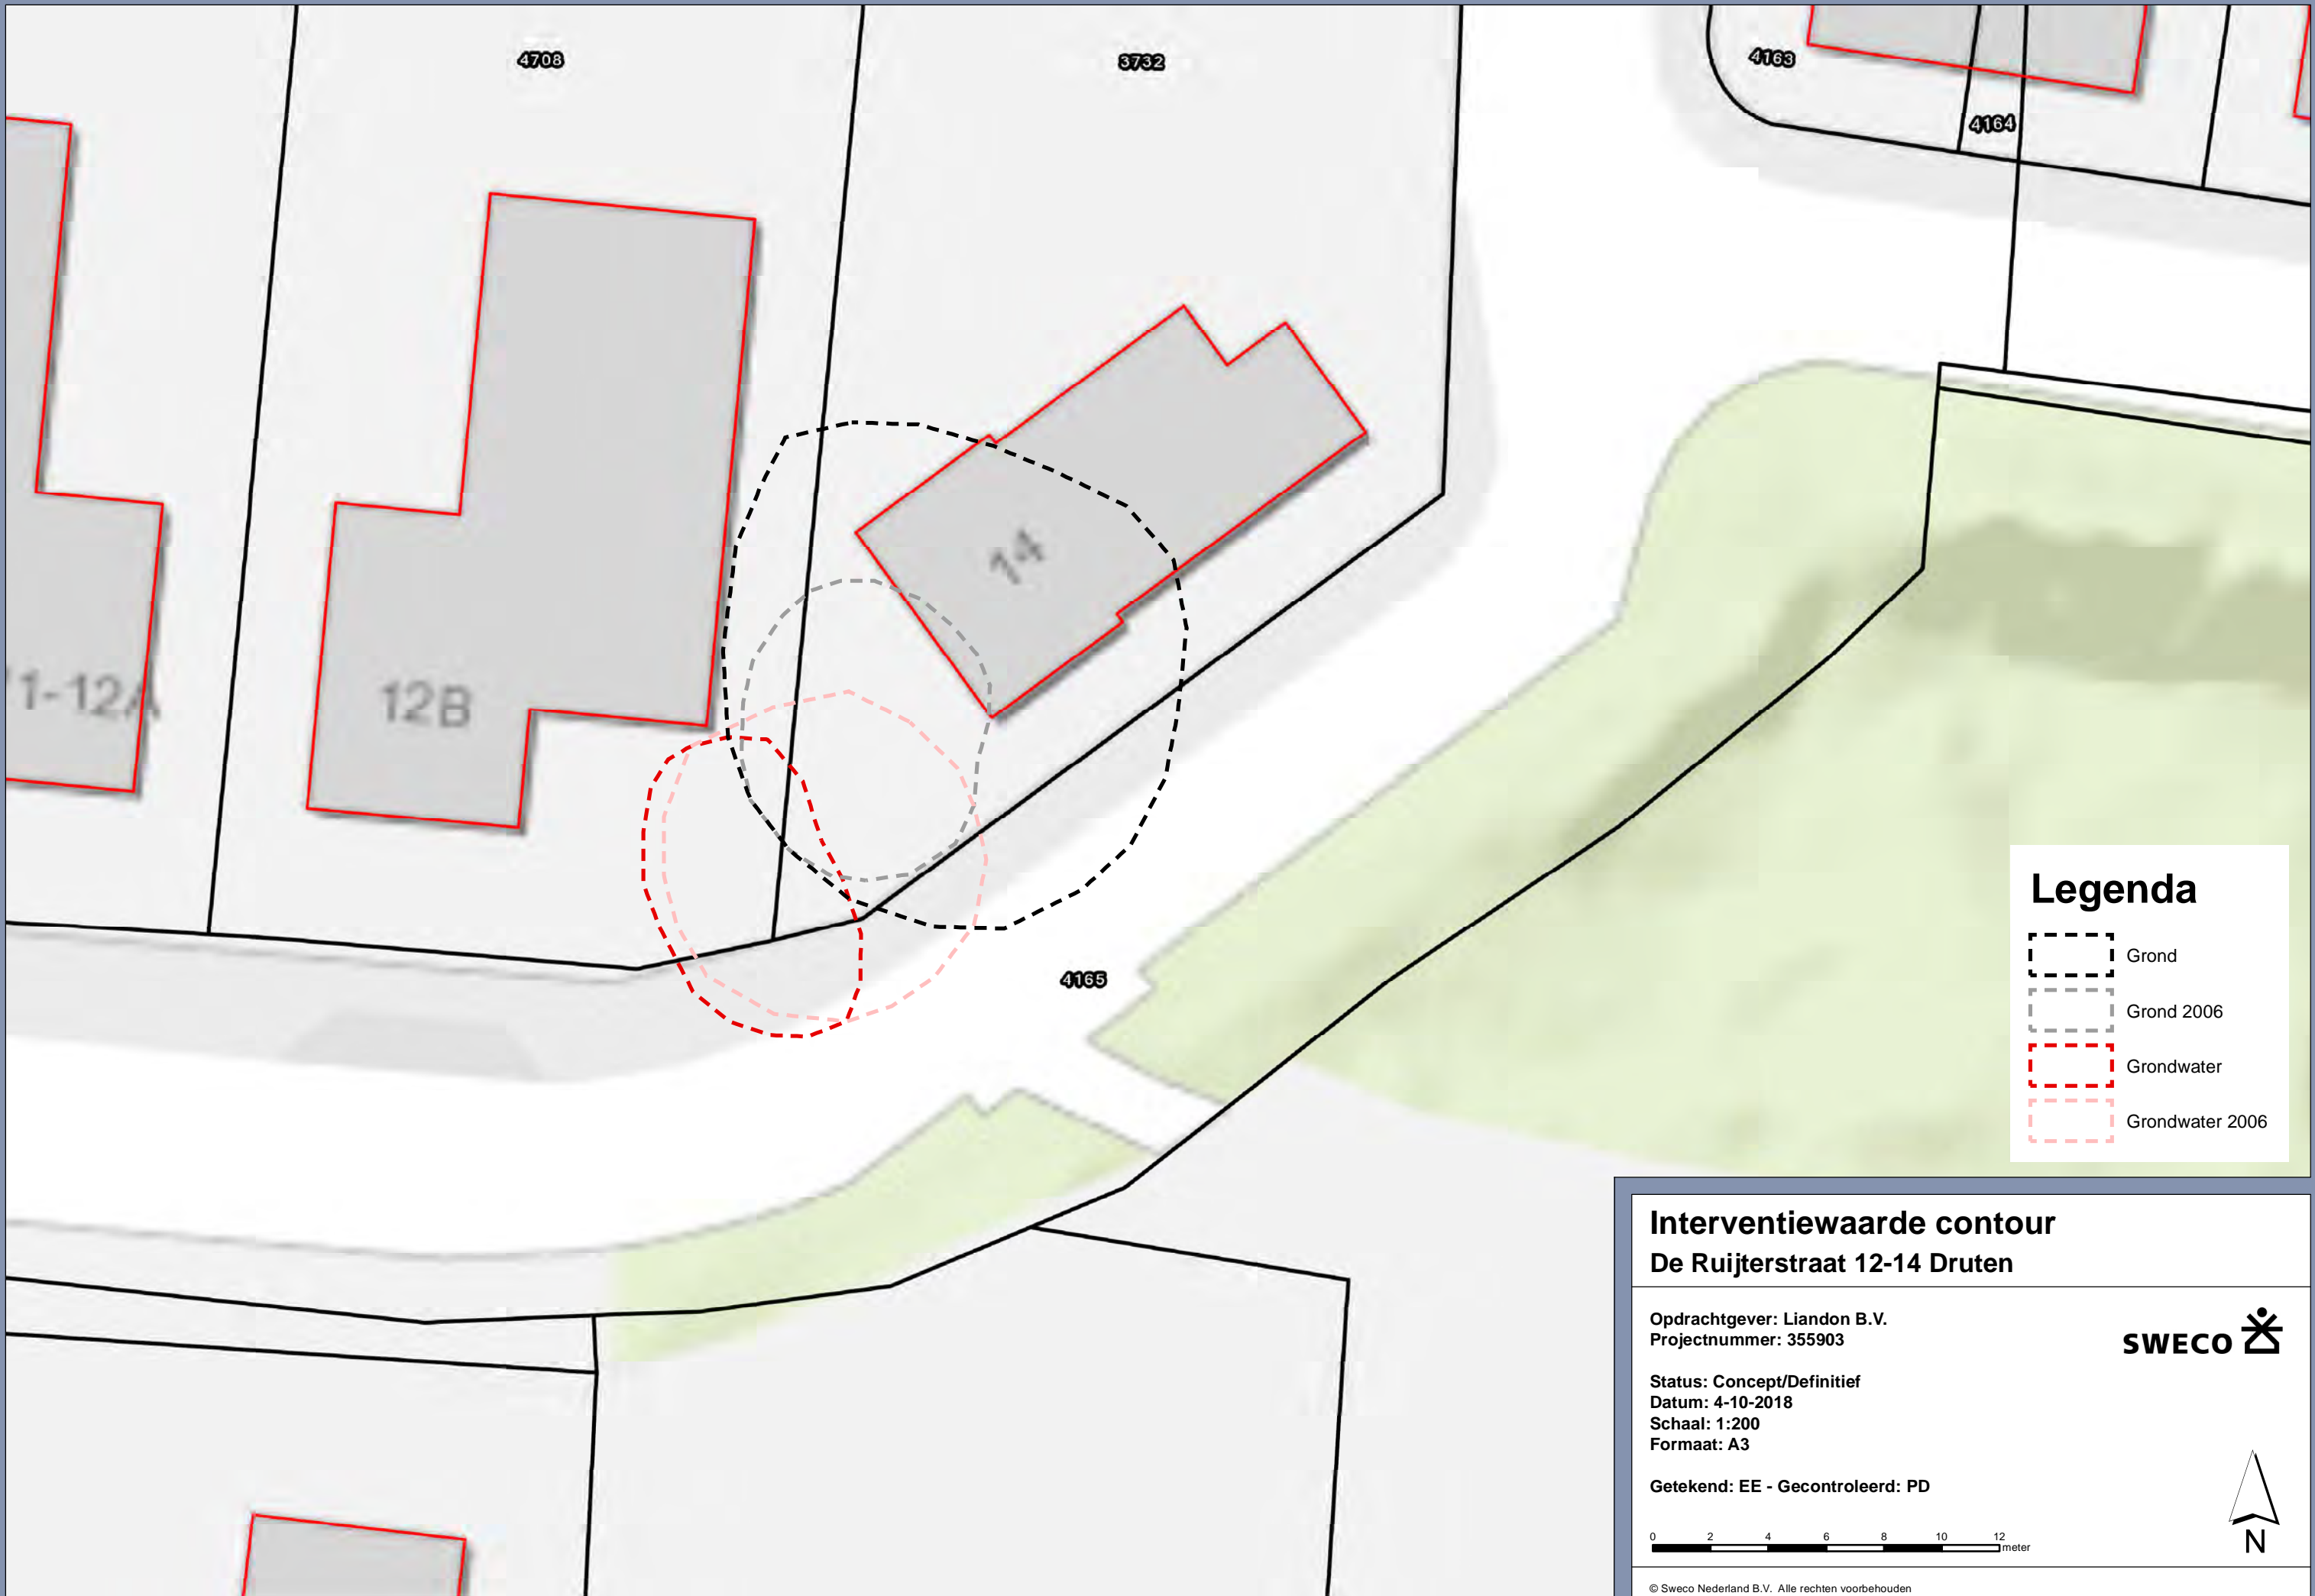 4708
3732
4163
4164
14
11-12A
12B
4165
Legenda
Grond
Grond 2006
Grondwater
Grondwater 2006
Interventiewaarde contour
De Ruijterstraat 12-14 Druten
Opdrachtgever: Liandon B.V.
Projectnummer: 355903
SWECO
Status: Concept/Definitief
Datum: 4-10-2018
Schaal: 1:200
Formaat: A3
Getekend: EE - Gecontroleerd: PD
0 2 4 6 8 10 12
meter
N
© Sweco Nederland B.V. Alle rechten voorbehouden